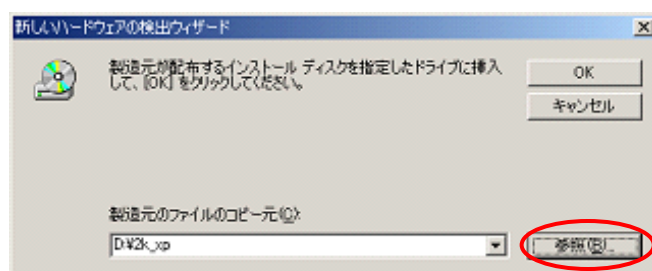 新しいハードウェアの検出ウィザード
製造元が配布するインストール ディスクを指定したドライブに挿入
して、[OK] をクリックしてください。
OK
キャンセル
製造元のファイルのコピー元(C):
D:¥2k_xp
参照(B)...